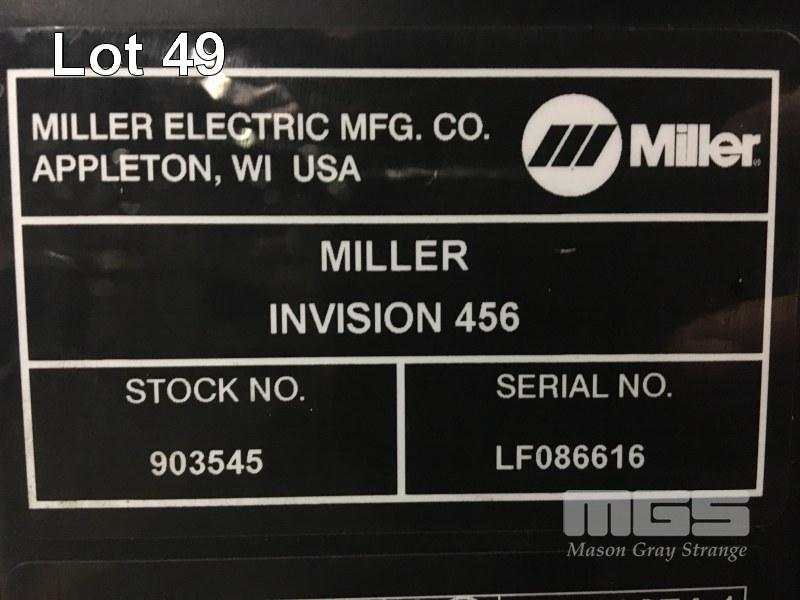 Lot 49
MILLER ELECTRIC MFG. CO.
APPLETON, WI USA
Miller®
MILLER
INVISION 456
STOCK NO.
SERIAL NO.
903545
LF086616
MGS
Mason Gray Strange